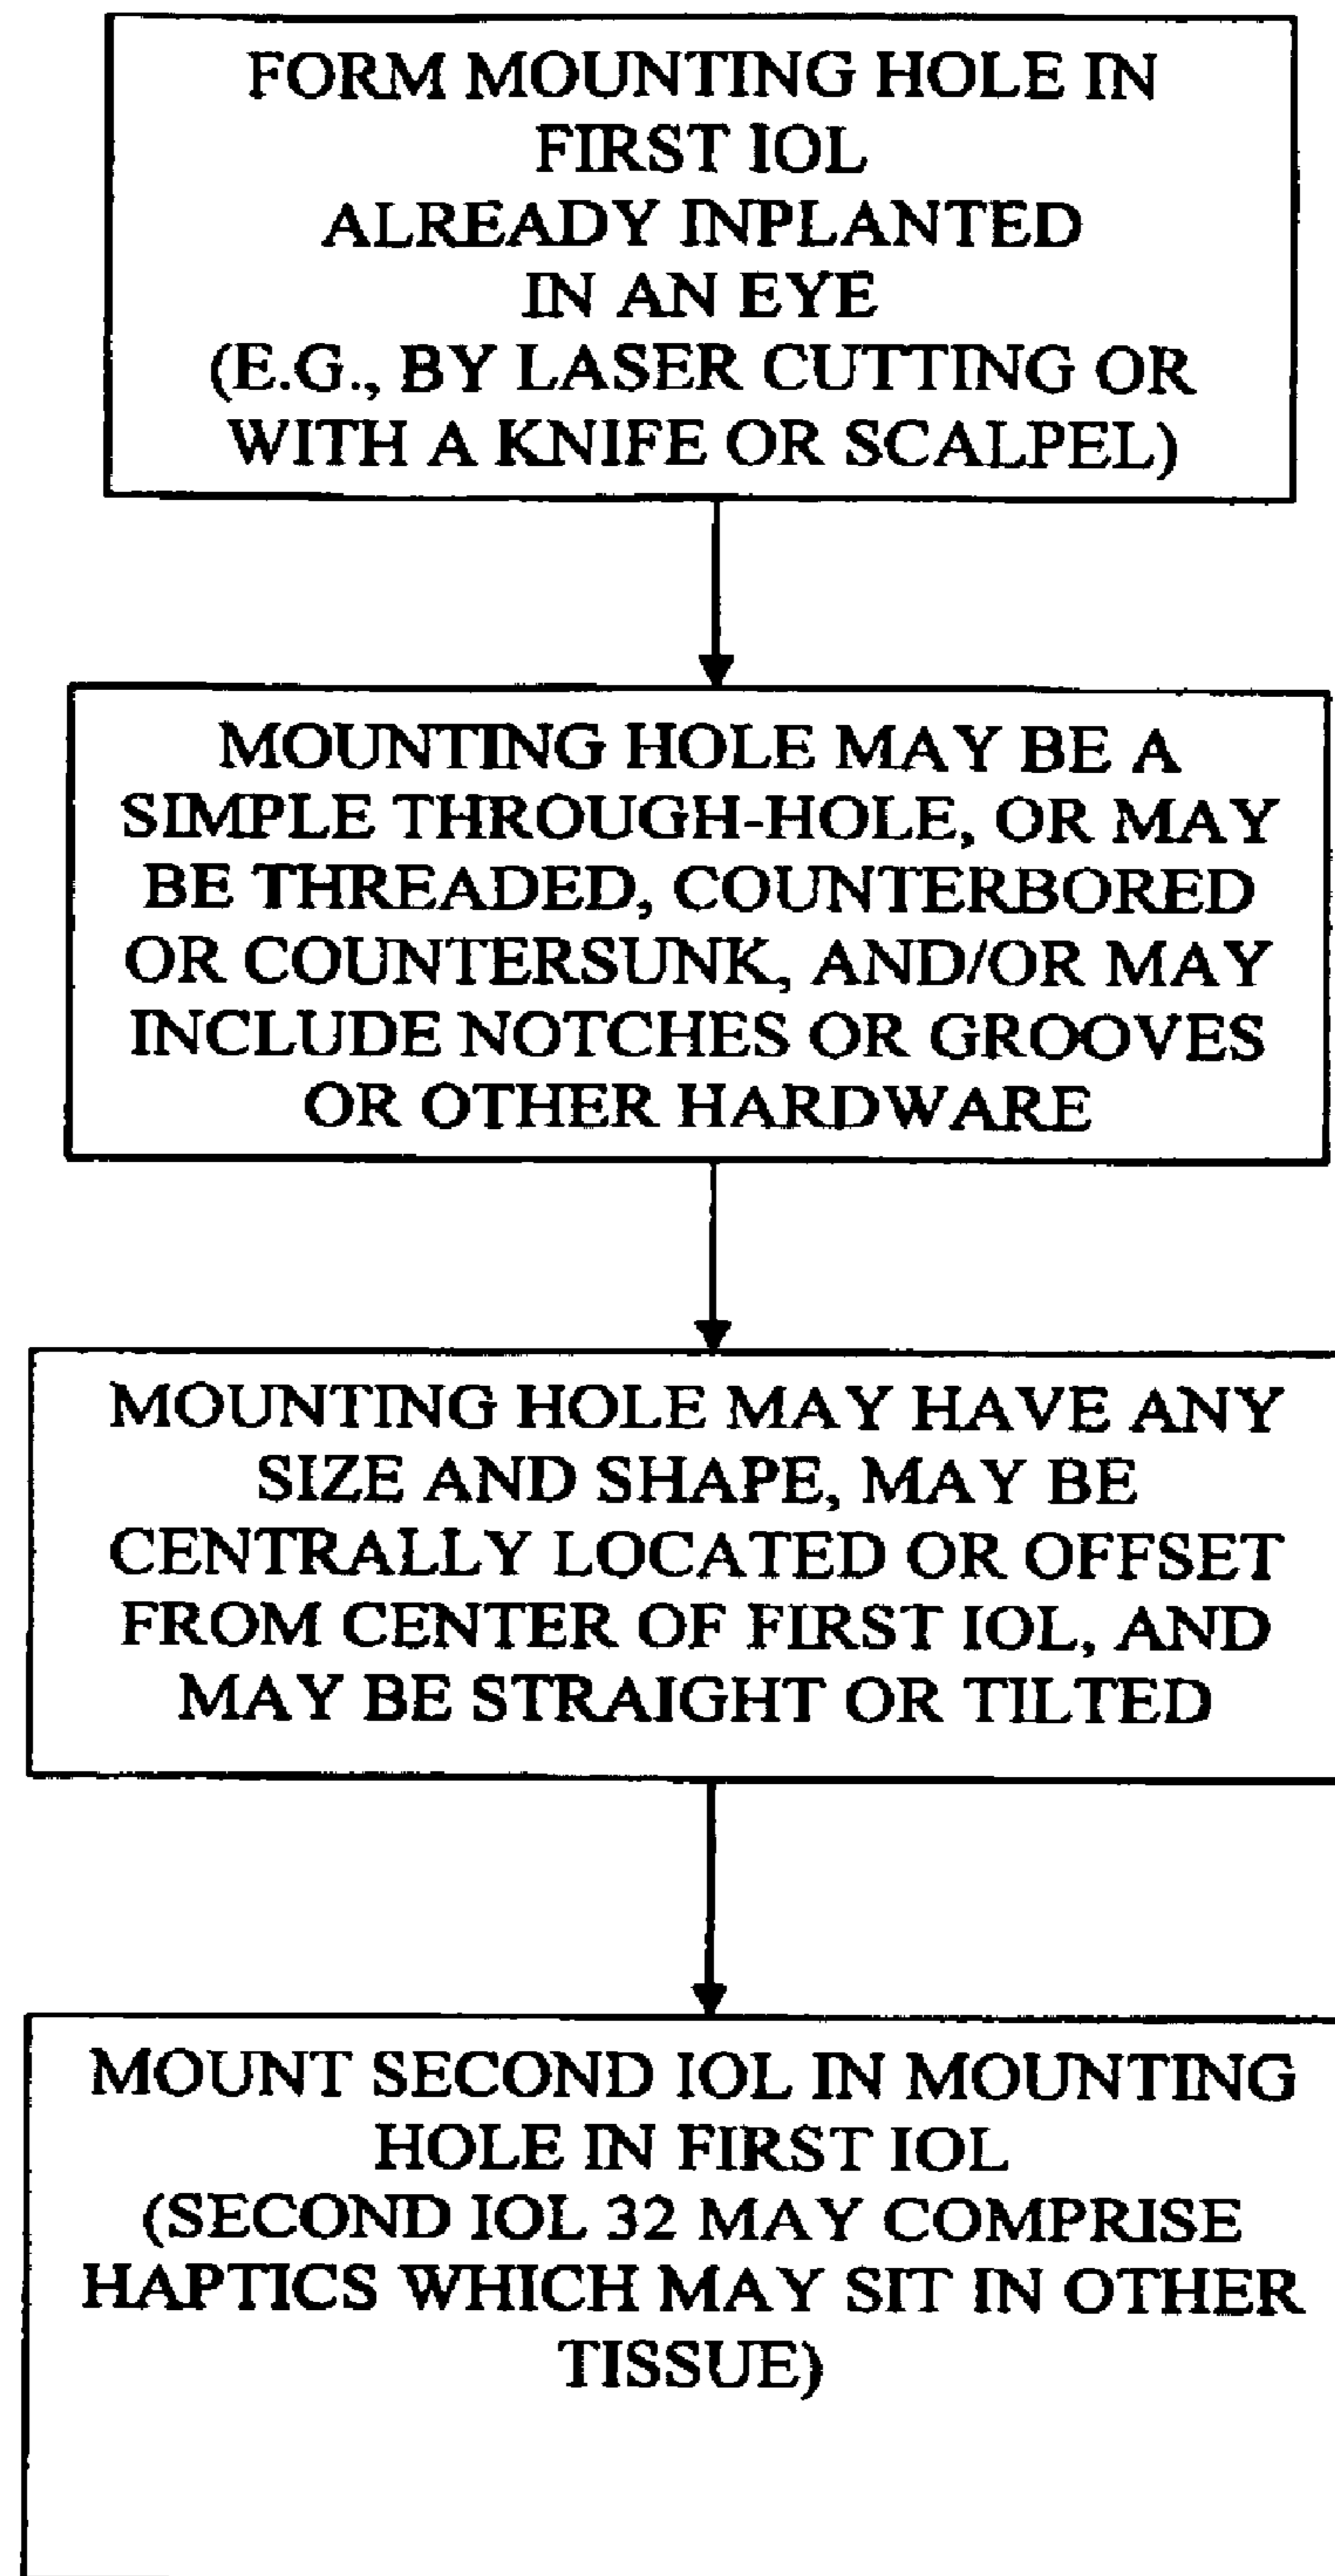 FORM MOUNTING HOLE IN
FIRST IOL
ALREADY INPLANTED
IN AN EYE
(E.G., BY LASER CUTTING OR
WITH A KNIFE OR SCALPEL)
MOUNTING HOLE MAY BE A
SIMPLE THROUGH-HOLE, OR MAY
BE THREADED, COUNTERBORED
OR COUNTERSUNK, AND/OR MAY
INCLUDE NOTCHES OR GROOVES
OR OTHER HARDWARE
MOUNTING HOLE MAY HAVE ANY
SIZE AND SHAPE, MAY BE
CENTRALLY LOCATED OR OFFSET
FROM CENTER OF FIRST IOL, AND
MAY BE STRAIGHT OR TILTED
MOUNT SECOND IOL IN MOUNTING
HOLE IN FIRST IOL
(SECOND IOL 32 MAY COMPRISE
HAPTICS WHICH MAY SIT IN OTHER
TISSUE)